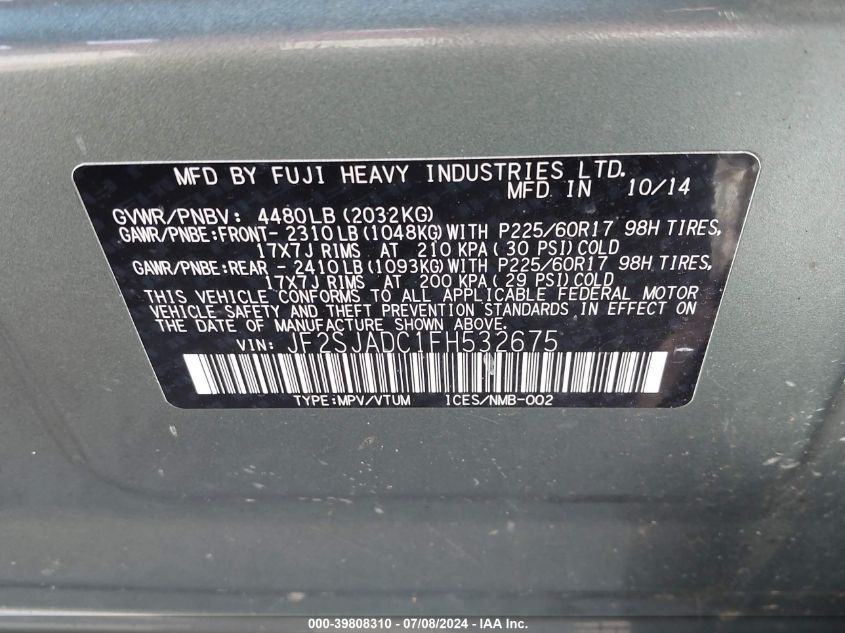 MFD BY FUJI HEAVY INDUSTRIES LTD.
MFD IN 10/14
GVWR/PNBV: 4480LB (2032KG)
GAWR/PNBE:FRONT- 2310LB(1048KG)WITH P225/60R17 98H TIRES,
17X7J RIMS AT 210 KPA( 30 PSI)COLD
GAWR/PNBE:REAR - 2410LB(1093KG)WITH P225/60R17 98H TIRES,
17X7J RIMS AT 200 KPA( 29 PSI)COLD
THIS VEHICLE CONFORMS TO ALL APPLICABLE FEDERAL MOTOR
VEHICLE SAFETY AND THEFT PREVENTION STANDARDS IN EFFECT ON
THE DATE OF MANUFACTURE SHOWN ABOVE.
VIN: JF2SJADC1FH532675
TYPE:MPV/VTUM ICES/NMB-002
000-39808310 / 07/08/2024 - IAA Inc.